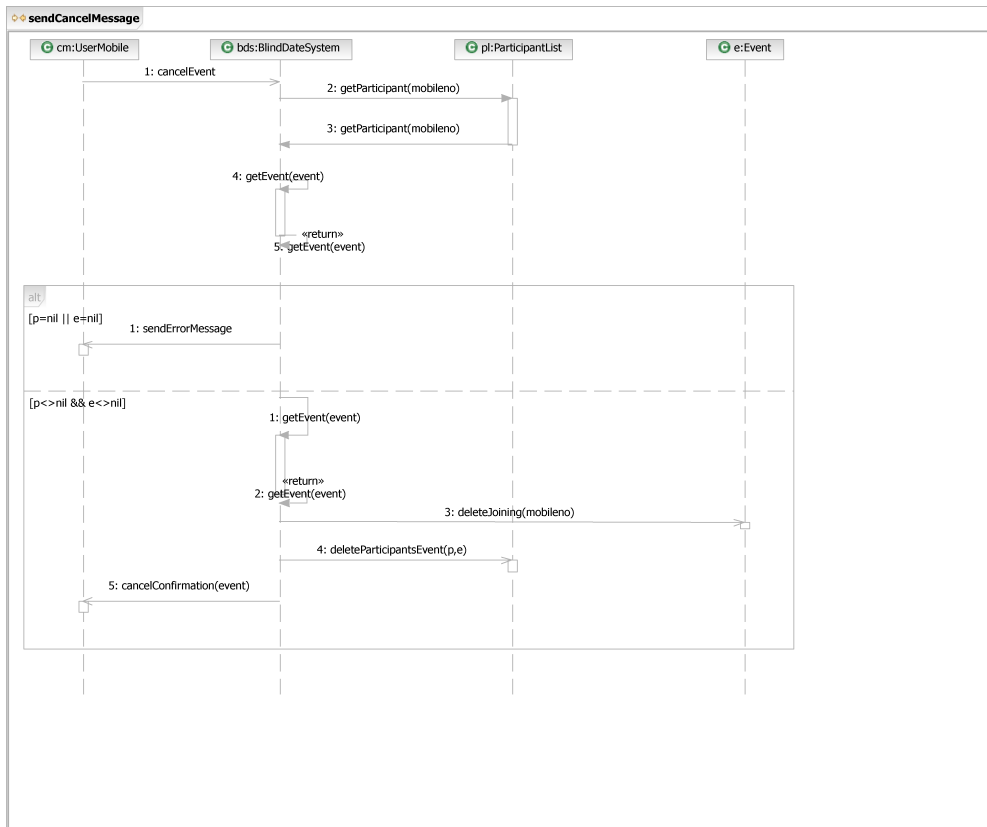 sendCancelMessage
cm:UserMobile
bds:BlindDateSystem
pl:ParticipantList
e:Event
1: cancelEvent
2: getParticipant(mobileno)
3: getParticipant(mobileno)
4: getEvent(event)
«return»
5: getEvent(event)
alt
[p=nil || e=nil]
1: sendErrorMessage
[p<>nil && e<>nil]
1: getEvent(event)
«return»
2: getEvent(event)
3: deleteJoining(mobileno)
4: deleteParticipantsEvent(p,e)
5: cancelConfirmation(event)